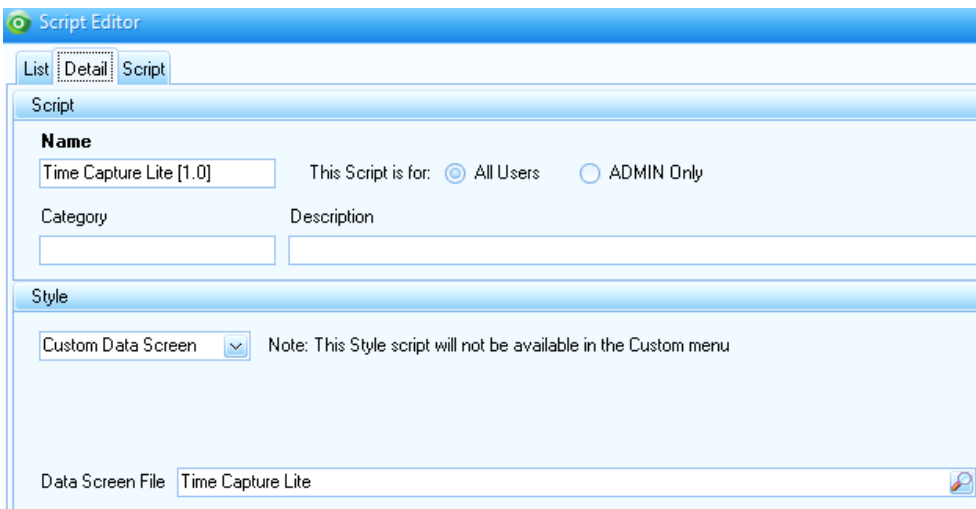 Script Editor
List Detail Script
Script
Name
Time Capture Lite [1.0] This Script is for: All Users ADMIN Only
Category Description
Style
Custom Data Screen Note: This Style script will not be available in the Custom menu
Data Screen File Time Capture Lite